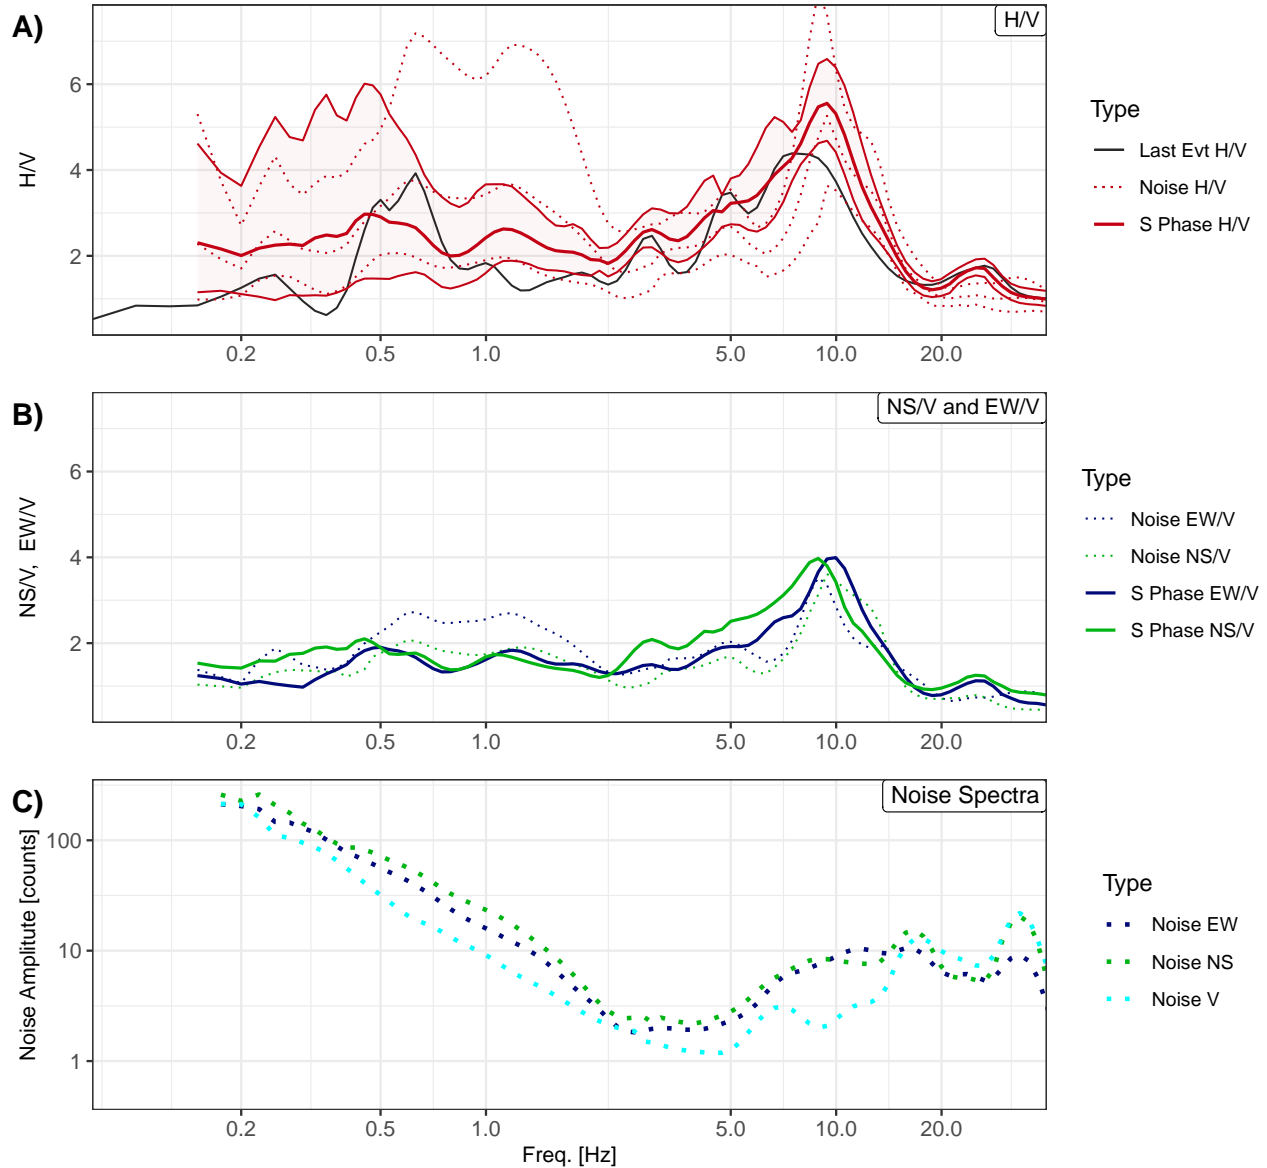 A)
H/V
6
4
2
H/V
0.2 0.5 1.0 5.0 10.0 20.0
Type
Last Evt H/V
Noise H/V
S Phase H/V
B)
NS/V and EW/V
6
4
2
NS/V, EW/V
0.2 0.5 1.0 5.0 10.0 20.0
Type
Noise EW/V
Noise NS/V
S Phase EW/V
S Phase NS/V
C)
Noise Spectra
100
10
1
Noise Amplitute [counts]
0.2 0.5 1.0 5.0 10.0 20.0
Freq. [Hz]
Type
Noise EW
Noise NS
Noise V